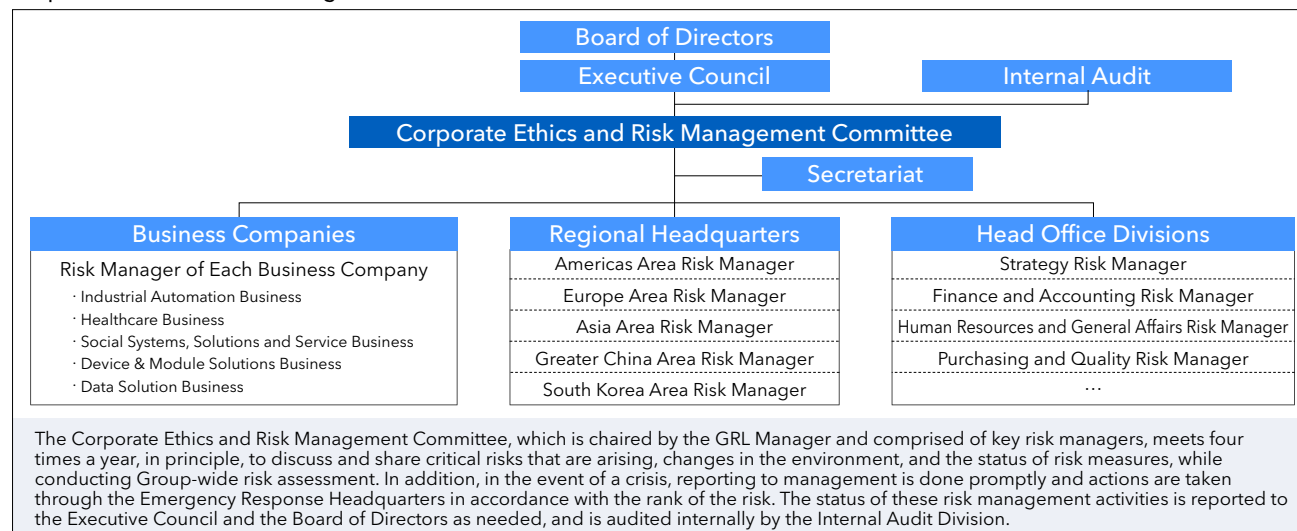 Board of Directors
Executive Council
Internal Audit
Corporate Ethics and Risk Management Committee
Secretariat
Business Companies
Risk Manager of Each Business Company
· Industrial Automation Business
· Healthcare Business
· Social Systems, Solutions and Service Business
· Device & Module Solutions Business
· Data Solution Business
Regional Headquarters
Americas Area Risk Manager
Europe Area Risk Manager
Asia Area Risk Manager
Greater China Area Risk Manager
South Korea Area Risk Manager
Head Office Divisions
Strategy Risk Manager
Finance and Accounting Risk Manager
Human Resources and General Affairs Risk Manager
Purchasing and Quality Risk Manager
…
The Corporate Ethics and Risk Management Committee, which is chaired by the GRL Manager and comprised of key risk managers, meets four
times a year, in principle, to discuss and share critical risks that are arising, changes in the environment, and the status of risk measures, while
conducting Group-wide risk assessment. In addition, in the event of a crisis, reporting to management is done promptly and actions are taken
through the Emergency Response Headquarters in accordance with the rank of the risk. The status of these risk management activities is reported to
the Executive Council and the Board of Directors as needed, and is audited internally by the Internal Audit Division.